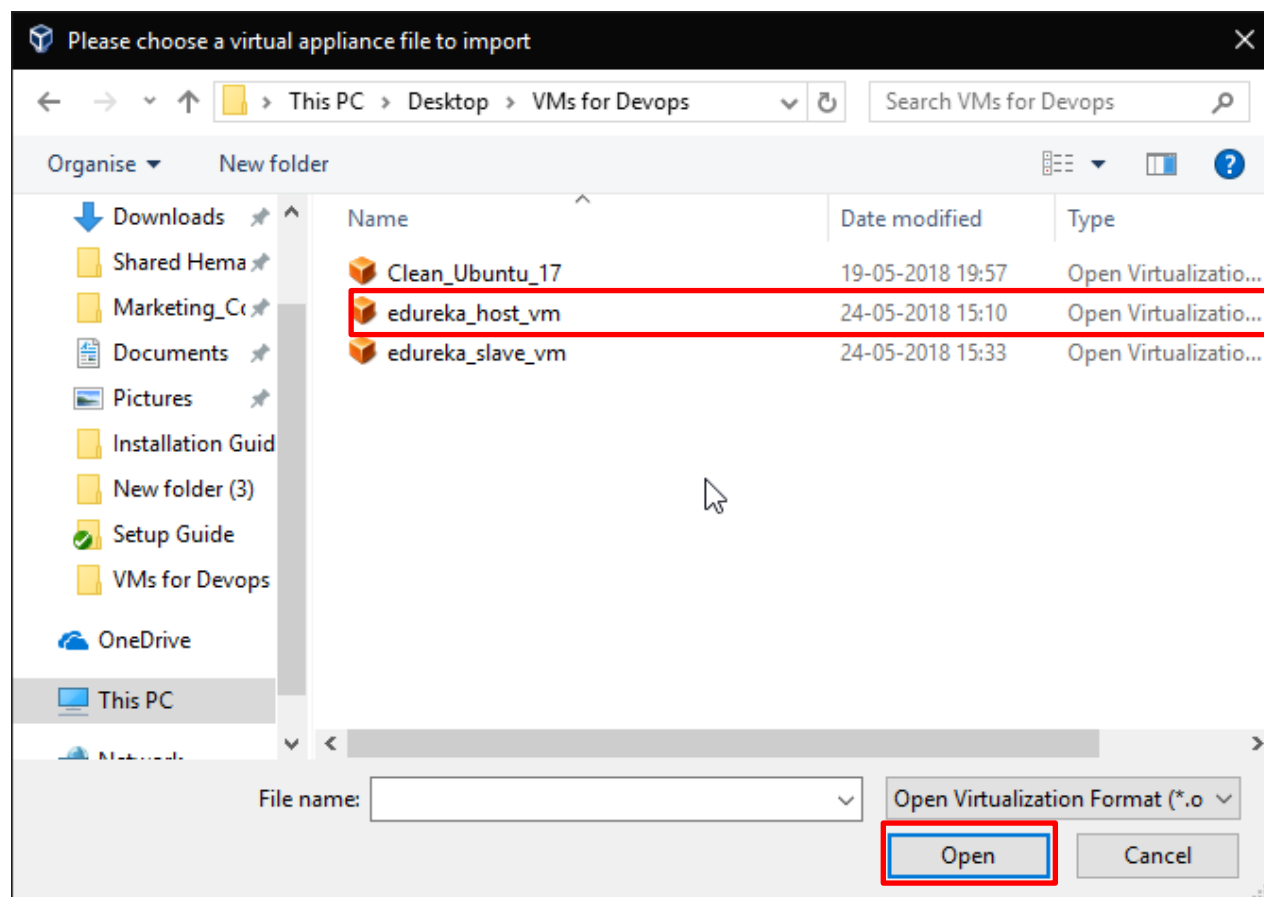 Please choose a virtual appliance file to import
This PC > Desktop > VMs for Devops
Search VMs for Devops
Organise
New folder
Downloads
Shared Hema
Marketing_Co
Documents
Pictures
Installation Guid
New folder (3)
Setup Guide
VMs for Devops
OneDrive
This PC
Network
Name Date modified Type
Clean_Ubuntu_17 19-05-2018 19:57 Open Virtualizatio...
edureka_host_vm 24-05-2018 15:10 Open Virtualizatio...
edureka_slave_vm 24-05-2018 15:33 Open Virtualizatio...
File name:
Open Virtualization Format (*.o
Open
Cancel